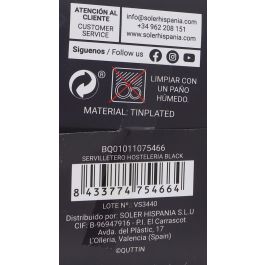 ATENCIÓN AL
CLIENTE
CUSTOMER
SERVICE
www.solerhispania.com
+34 962 208 151
www.solerhispania.com
Síguenos / Follow us
LIMPIAR CON
UN PAÑO
HÚMEDO
MATERIAL: TINPLATED
BQ01011075466
SERVILLETERO HOSTELERIA BLACK
8 433774 754664
LOTE Nº. VS3440
Distribuido por: SOLER HISPANIA S.L.U
CIF: B-96947916 - P.I. El Carrascot
Avda. del Plàstic, 17
L'Olleria, Valencia (Spain)
©QUTTIN